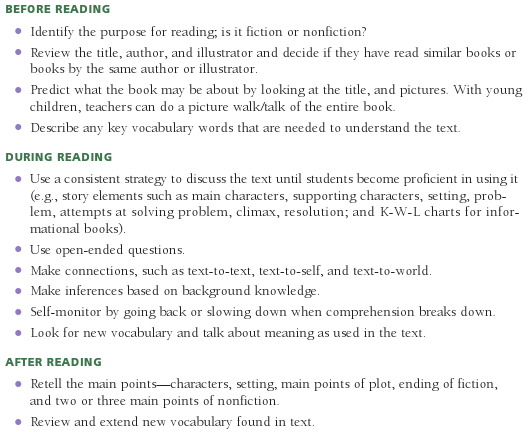 BEFORE READING
● Identify the purpose for reading; is it fiction or nonfiction?
● Review the title, author, and illustrator and decide if they have read similar books or
books by the same author or illustrator.
● Predict what the book may be about by looking at the title, and pictures. With young
children, teachers can do a picture walk/talk of the entire book.
● Describe any key vocabulary words that are needed to understand the text.
DURING READING
● Use a consistent strategy to discuss the text until students become proficient in using it
(e.g., story elements such as main characters, supporting characters, setting, prob-
lem, attempts at solving problem, climax, resolution; and K-W-L charts for infor-
mational books).
● Use open-ended questions.
● Make connections, such as text-to-text, text-to-self, and text-to-world.
● Make inferences based on background knowledge.
● Self-monitor by going back or slowing down when comprehension breaks down.
● Look for new vocabulary and talk about meaning as used in the text.
AFTER READING
● Retell the main points—characters, setting, main points of plot, ending of fiction,
and two or three main points of nonfiction.
● Review and extend new vocabulary found in text.